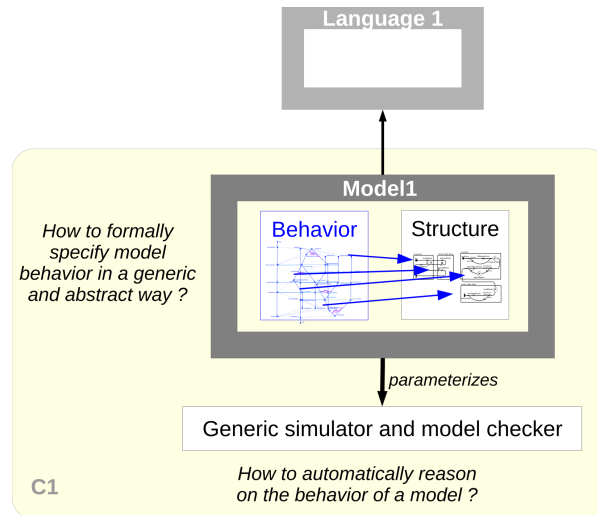 Language 1
Model1
Behavior
Structure
How to formally
specify model
behavior in a generic
and abstract way ?
parameterizes
Generic simulator and model checker
How to automatically reason
on the behavior of a model ?
C1